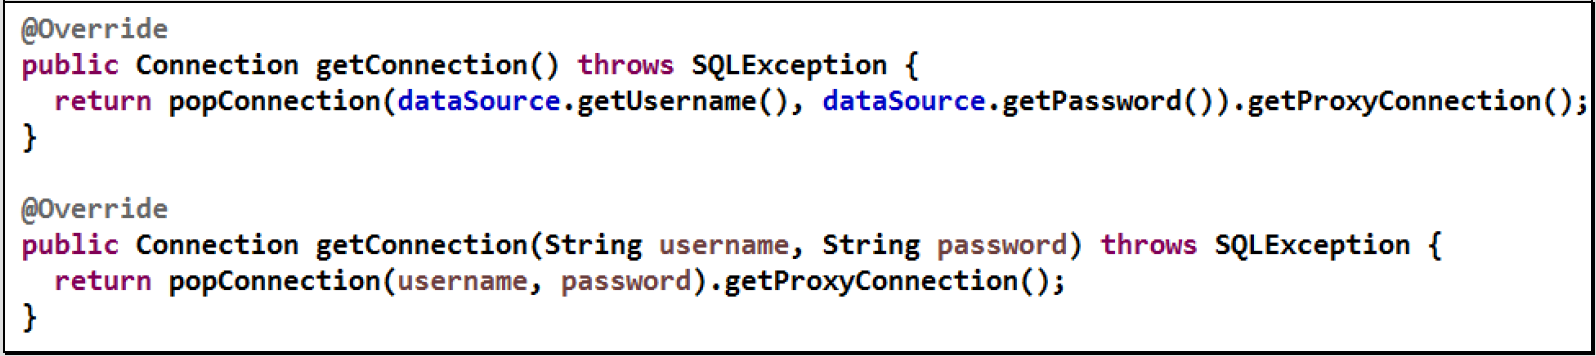 @Override
public Connection getConnection() throws SQLException {
  return popConnection(dataSource.getUsername(), dataSource.getPassword()).getProxyConnection();
}

@Override
public Connection getConnection(String username, String password) throws SQLException {
  return popConnection(username, password).getProxyConnection();
}